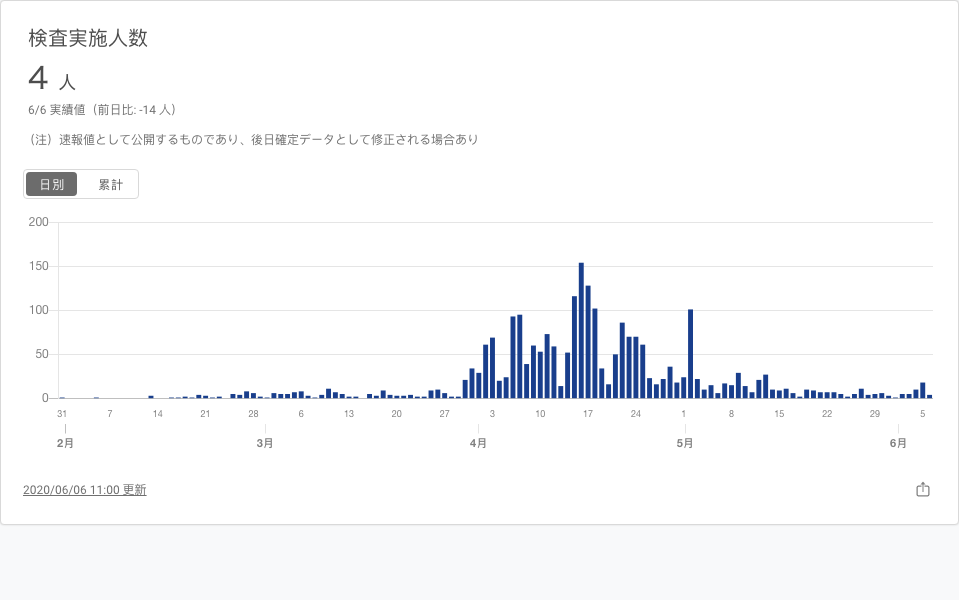 検査実施人数
4 人
6/6 実績値（前日比: -14 人）
（注）速報値として公開するものであり、後日確定データとして修正される場合あり
日別 累計
200
150
100
50
0
31 7 14 21 28 6 13 20 27 3 10 17 24 1 8 15 22 29 5
2月 3月 4月 5月 6月
2020/06/06 11:00 更新